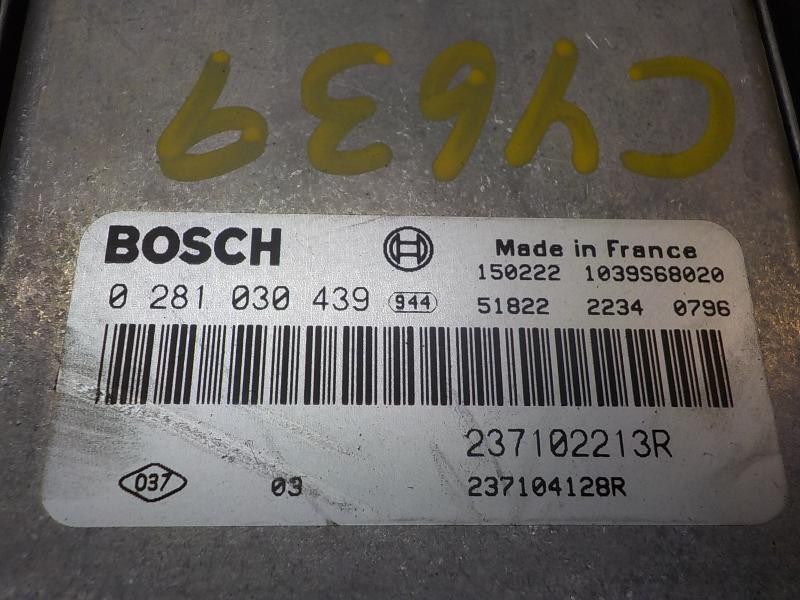 CY639
BOSCH
Made in France
150222 1039S68020
0 281 030 439 944
51822 2234 0796
237102213R
037 03 237104128R